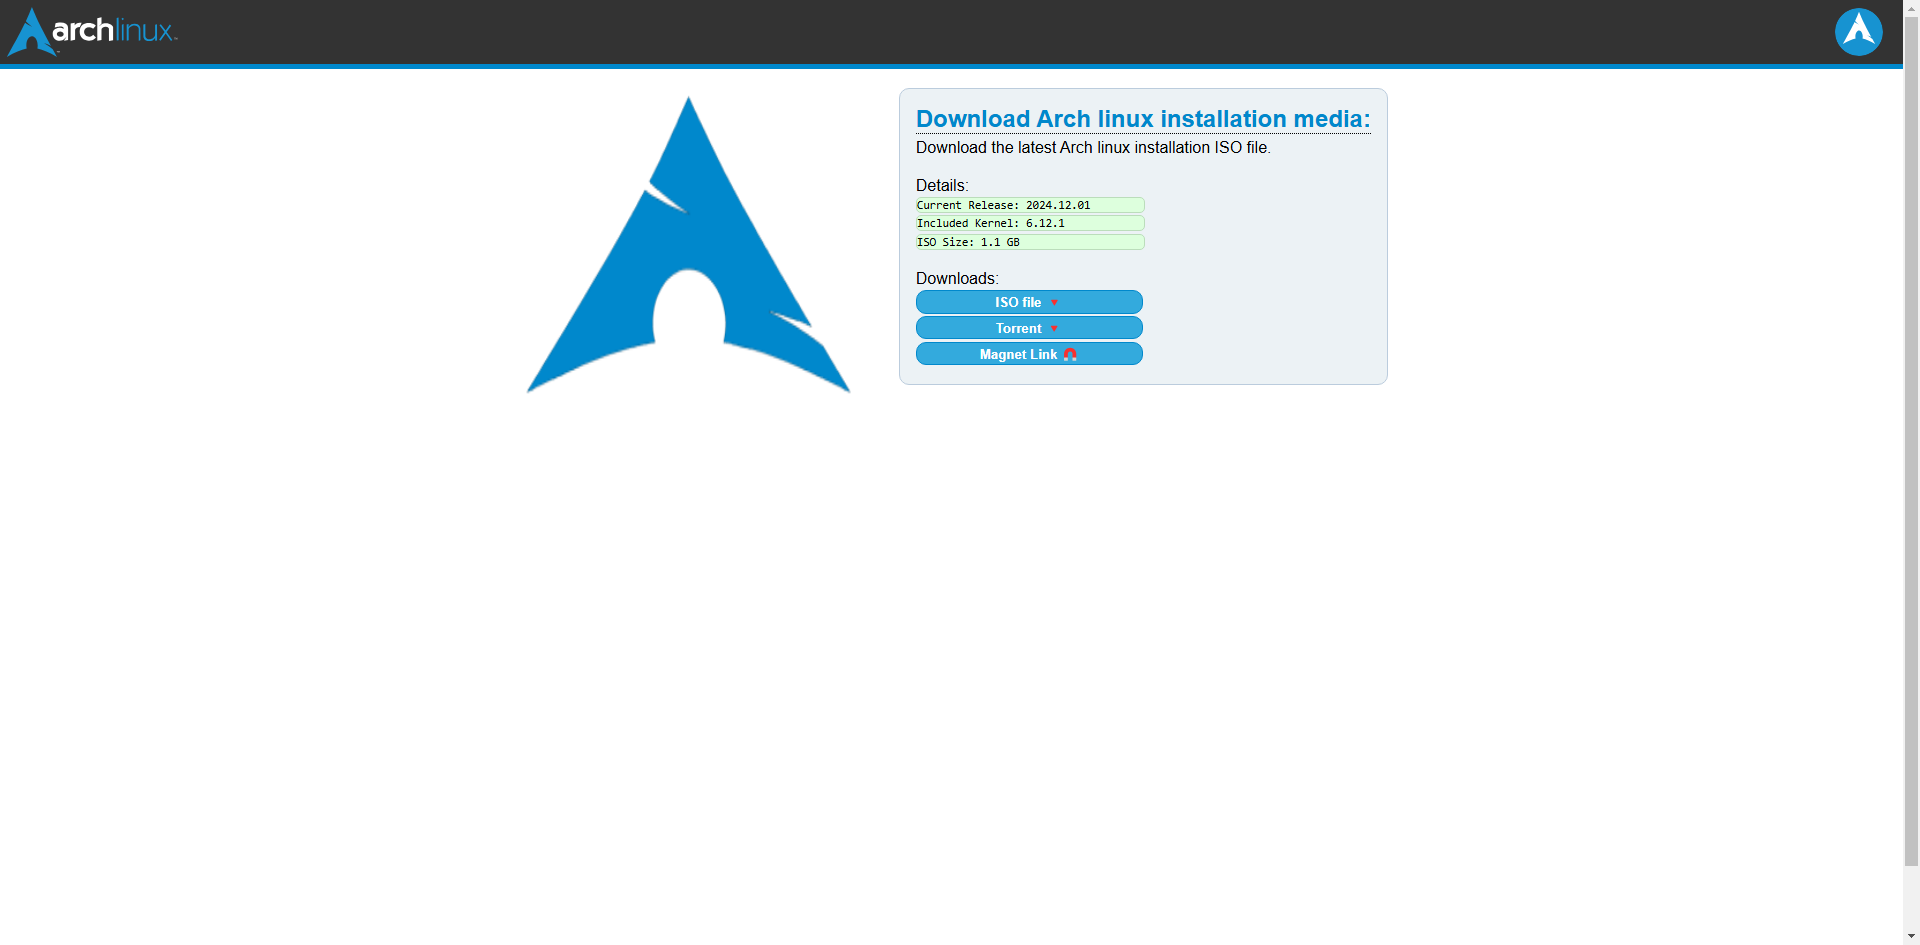 archlinux
Download Arch linux installation media:
Download the latest Arch linux installation ISO file.
Details:
Current Release: 2024.12.01
Included Kernel: 6.12.1
ISO Size: 1.1 GB
Downloads:
ISO file
Torrent
Magnet Link